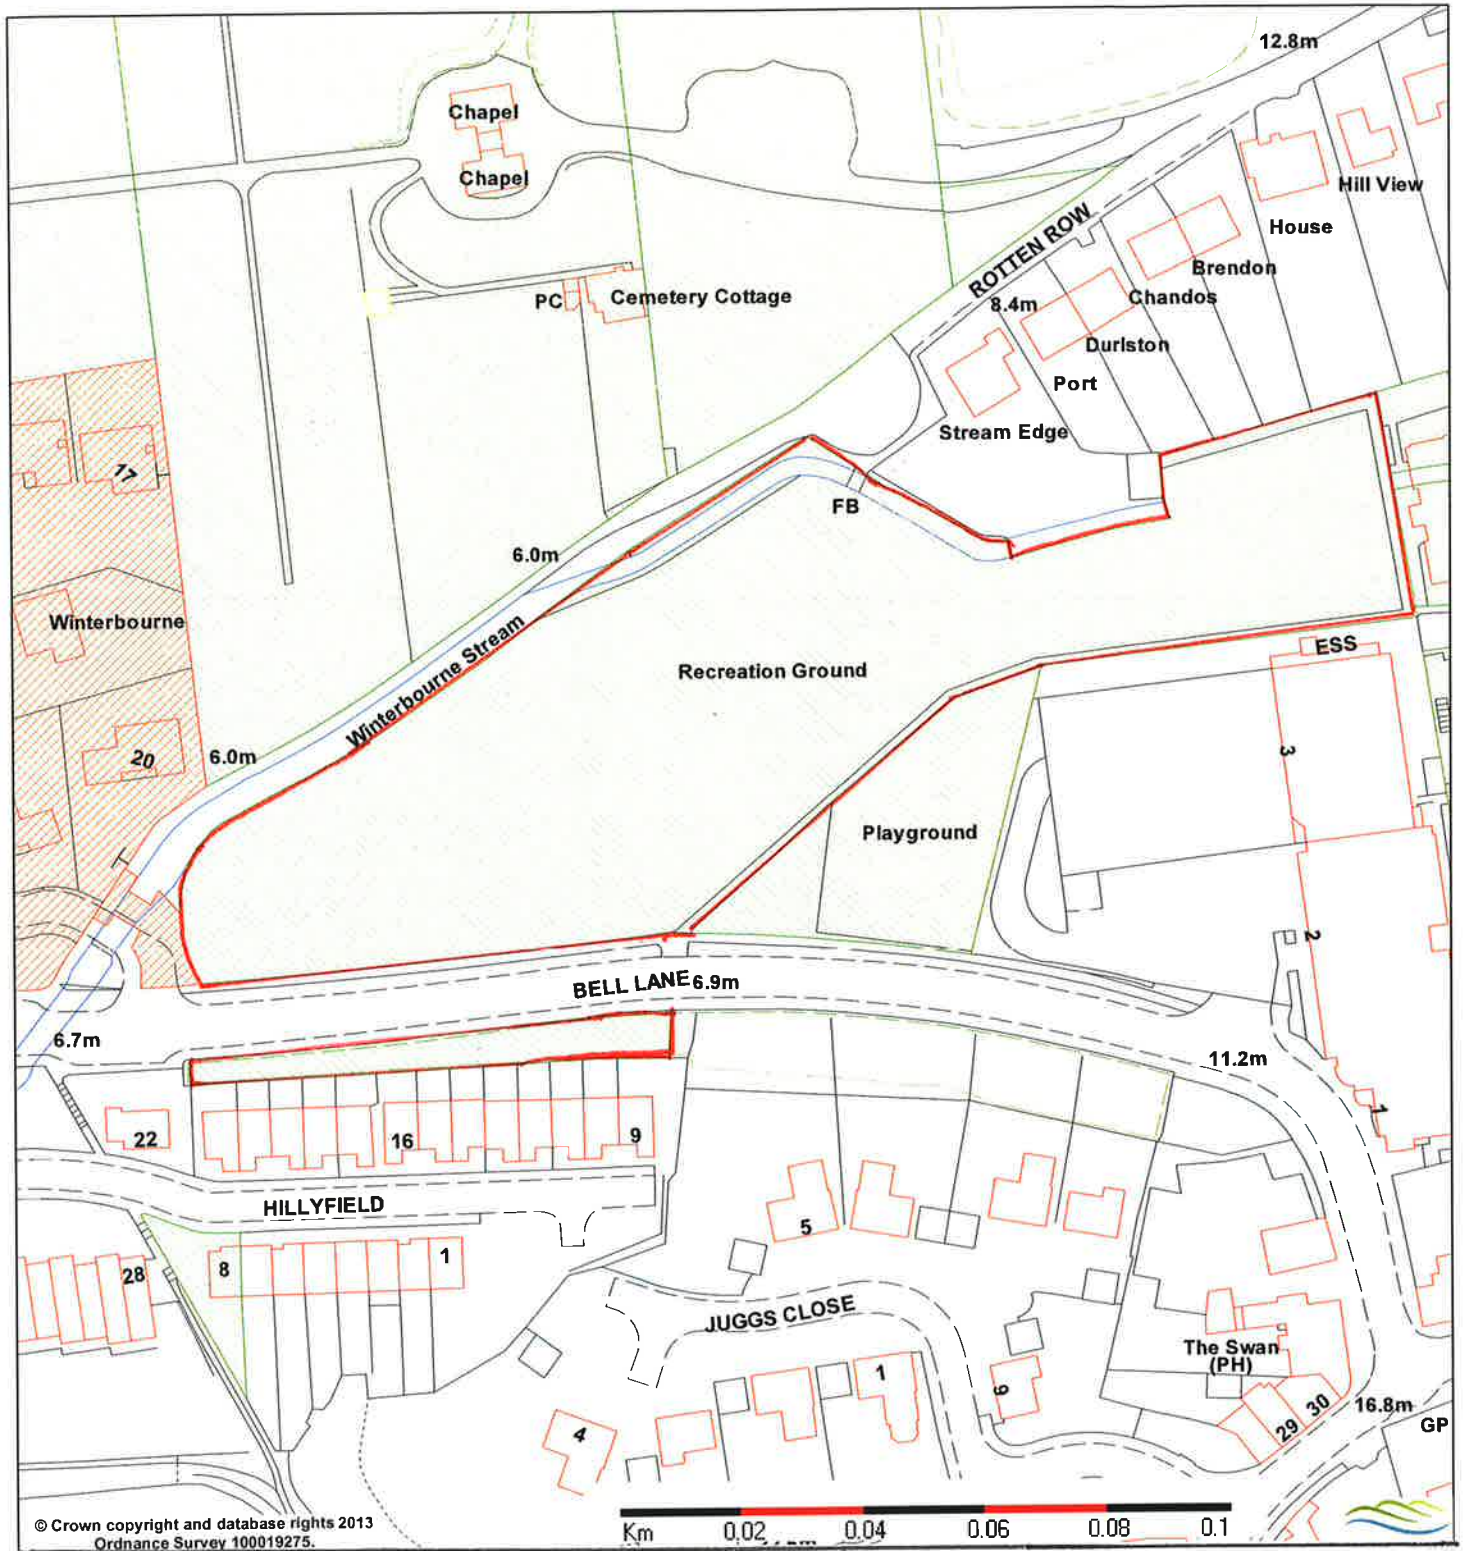 12.8m
Chapel
Chapel
Hill View
House
ROTTEN ROW
Brendon
PC
Cemetery Cottage
Chandos
8.4m
Durlston
Port
Stream Edge
17
FB
6.0m
Winterbourne
Winterbourne Stream
Recreation Ground
ESS
3
20
6.0m
Playground
2
BELL LANE 6.9m
6.7m
11.2m
1
22
16
9
HILLYFIELD
5
8
1
28
JUGGS CLOSE
The Swan
(PH)
1
9
30
16.8m
29
GP
4
© Crown copyright and database rights 2013
Ordnance Survey 100019275.
Km 0.02 0.04 0.06 0.08 0.1